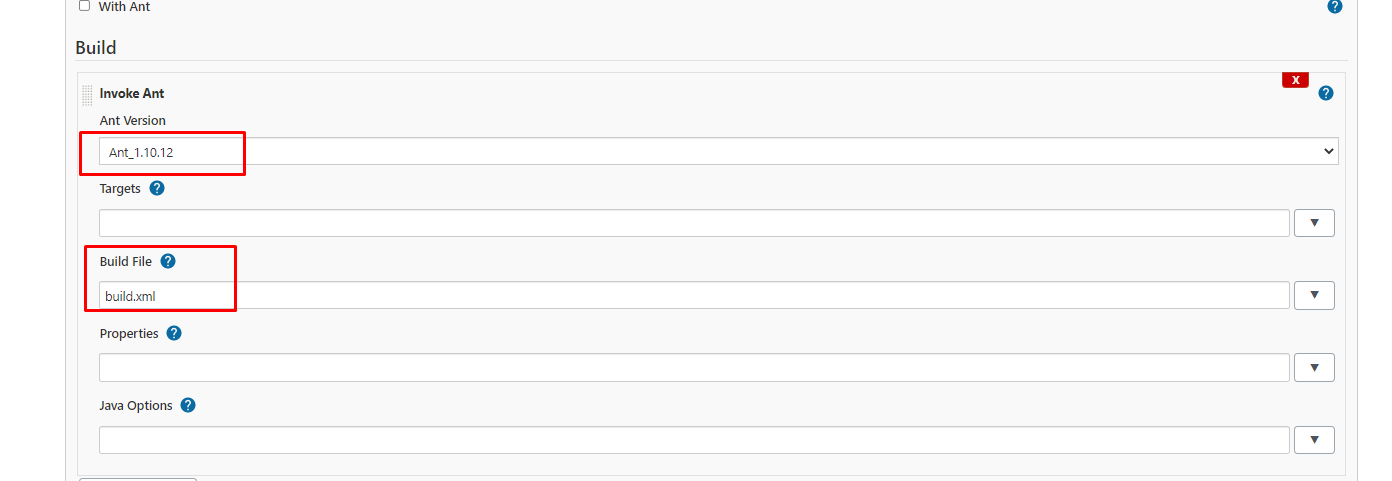 With Ant
?
Build
X
Invoke Ant
?
Ant Version
Ant_1.10.12
Targets ?
Build File ?
build.xml
Properties ?
Java Options ?